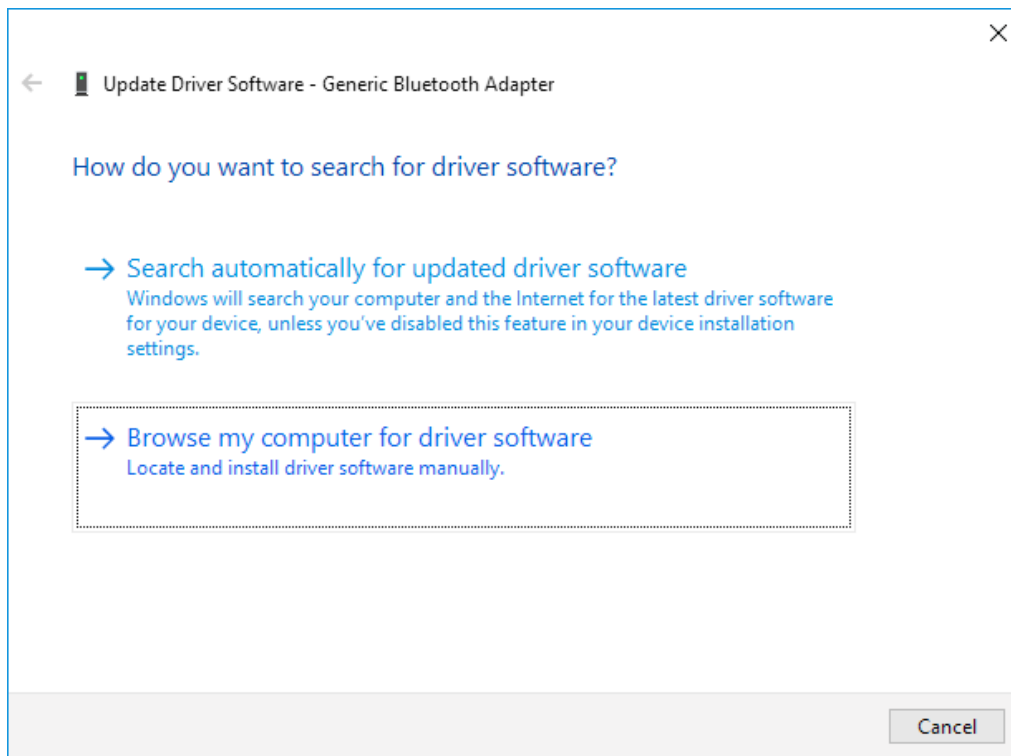 Update Driver Software - Generic Bluetooth Adapter
How do you want to search for driver software?
Search automatically for updated driver software
Windows will search your computer and the Internet for the latest driver software
for your device, unless you've disabled this feature in your device installation
settings.
Browse my computer for driver software
Locate and install driver software manually.
Cancel